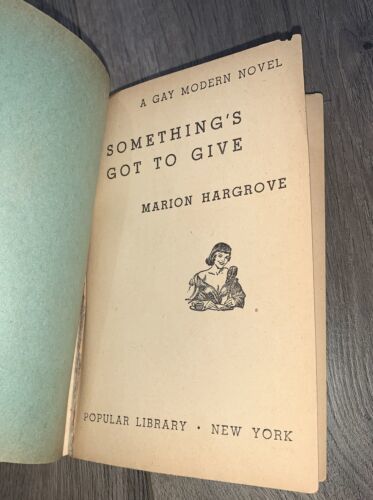 A GAY MODERN NOVEL
SOMETHING'S
GOT TO GIVE
MARION HARGROVE
POPULAR LIBRARY • NEW YORK